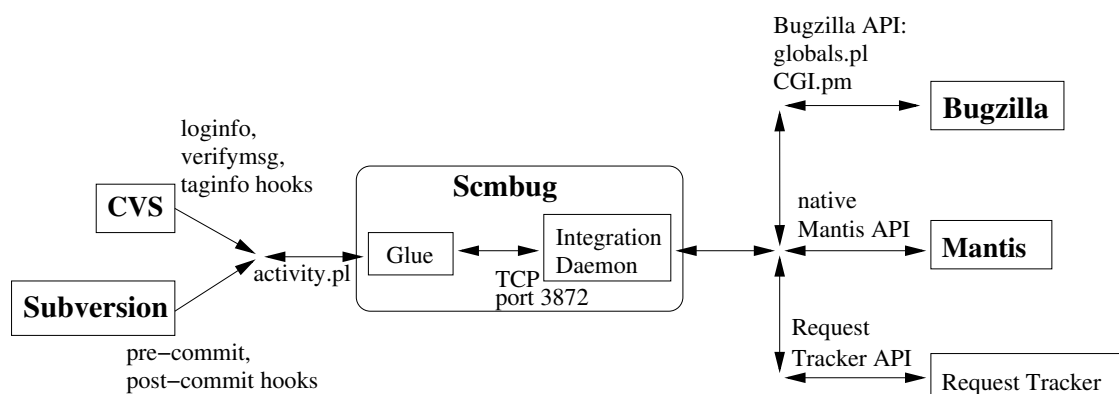 Bugzilla API:
globals.pl
CGI.pm
Bugzilla
loginfo,
verifymsg,
taginfo hooks
CVS
Scmbug
Glue
Integration
Daemon
TCP
port 3872
activity.pl
Subversion
pre−commit,
post−commit hooks
native
Mantis API
Mantis
Request
Tracker API
Request Tracker